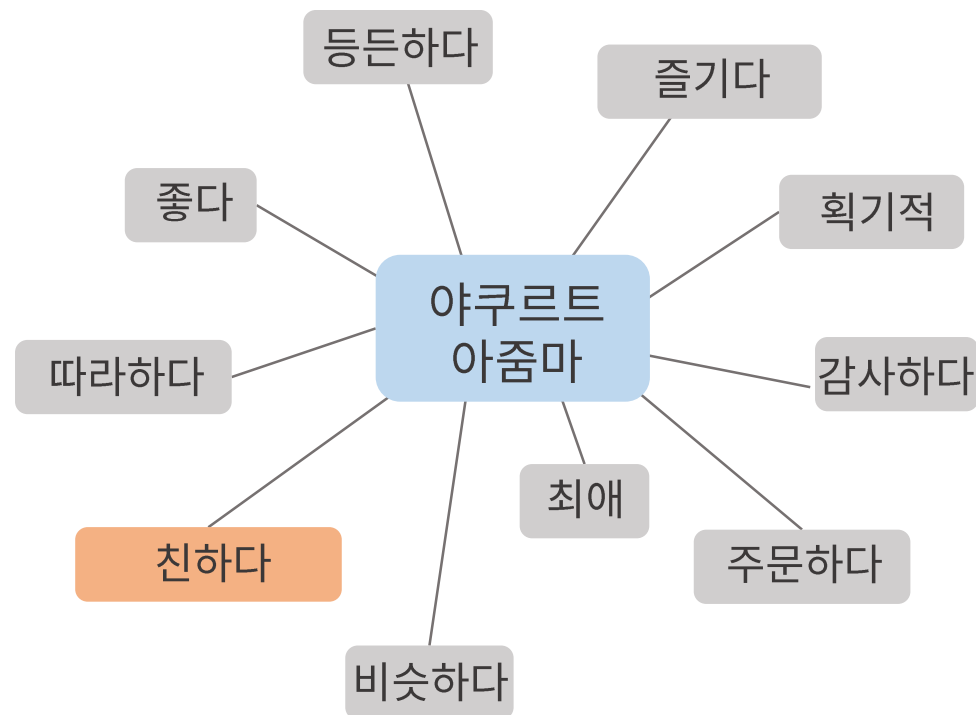 등든하다
즐기다
좋다
획기적
야쿠르트
아줌마
따라하다
감사하다
최애
친하다
주문하다
비슷하다